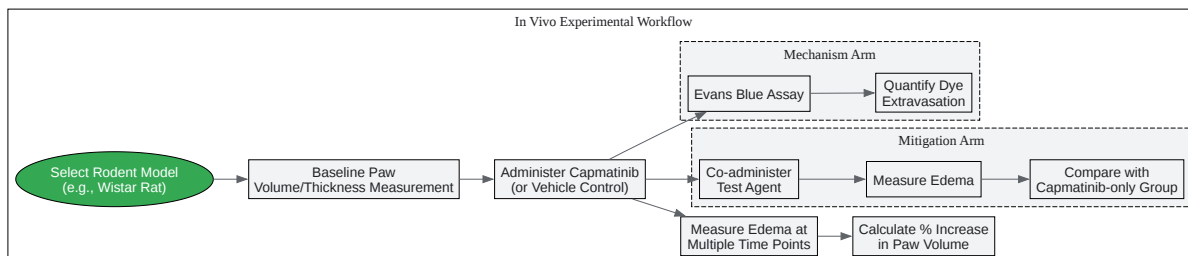 In Vivo Experimental Workflow
Mechanism Arm
Evans Blue Assay
Quantify Dye
Extravasation
Mitigation Arm
Select Rodent Model
(e.g., Wistar Rat)
Baseline Paw
Volume/Thickness Measurement
Administer Capmatinib
(or Vehicle Control)
Co-administer
Test Agent
Measure Edema
Compare with
Capmatinib-only Group
Measure Edema at
Multiple Time Points
Calculate % Increase
in Paw Volume